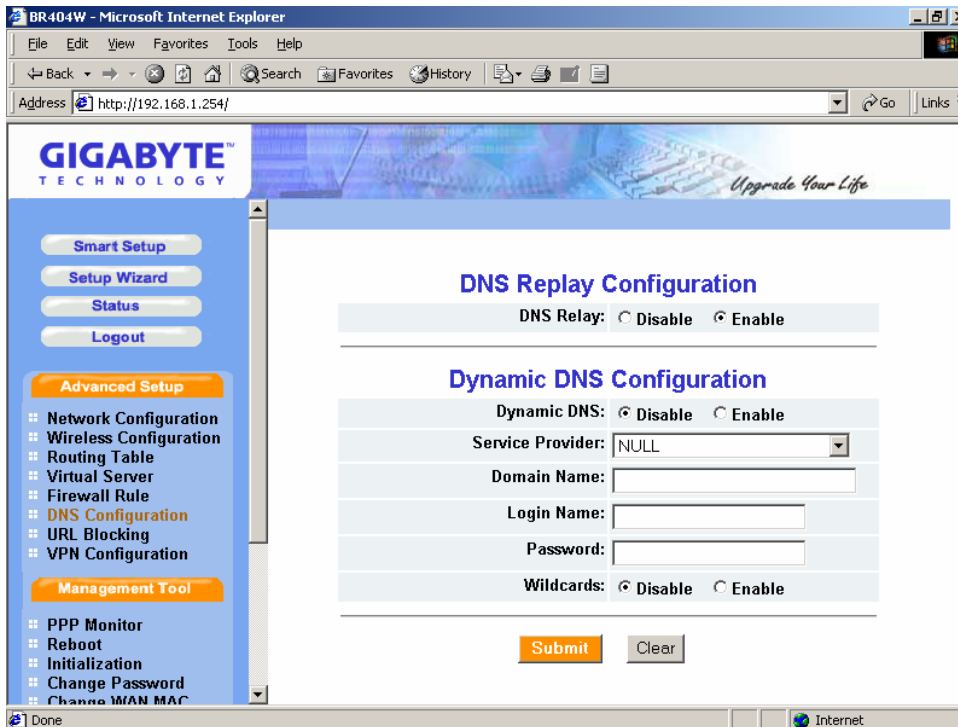 BR404W - Microsoft Internet Explorer
File Edit View Favorites Tools Help
Back Search Favorites History
Address http://192.168.1.254/ Go Links
GIGABYTE™
TECHNOLOGY
Upgrade Your Life
Smart Setup
Setup Wizard
Status
Logout
Advanced Setup
Network Configuration
Wireless Configuration
Routing Table
Virtual Server
Firewall Rule
DNS Configuration
URL Blocking
VPN Configuration
Management Tool
PPP Monitor
Reboot
Initialization
Change Password
Change WAN MAC
DNS Replay Configuration
DNS Relay: Disable Enable
Dynamic DNS Configuration
Dynamic DNS: Disable Enable
Service Provider: NULL
Domain Name:
Login Name:
Password:
Wildcards: Disable Enable
Submit Clear
Done Internet